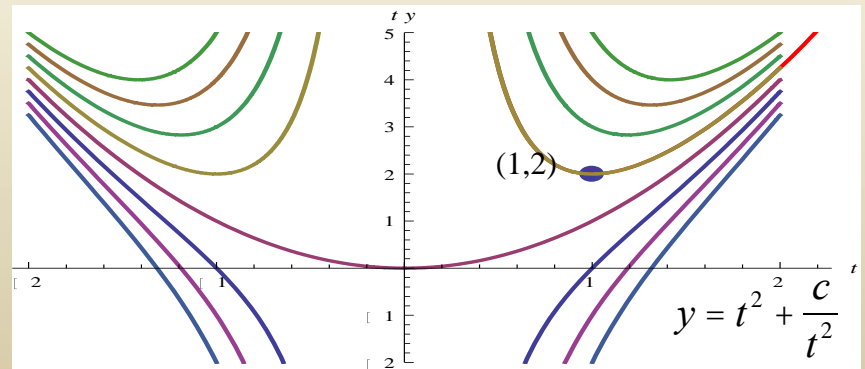 t y
5
4
3
(1,2)
2
1
[ 2 [ 1 1 2 t
[ 1
[ 2
y = t² + c/t²